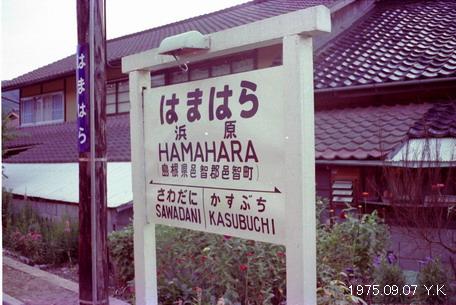 はまはら
はまはら
浜原
HAMAHARA
(島根県邑智郡邑智町)
さわだに
かすぶち
SAWADANI
KASUBUCHI
1975.09.07 Y.K